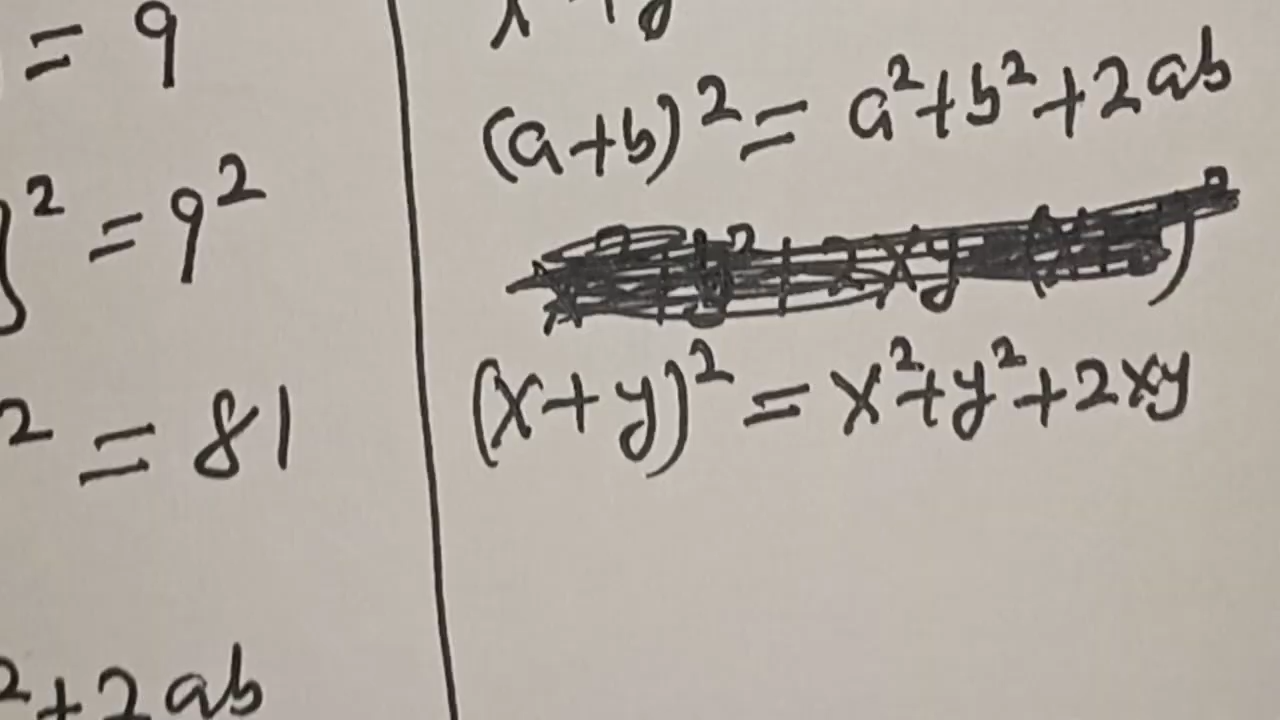 = 9
² = 9²
2 = 81
2 + 2ab
x + y
(a+b)² = a²+b²+2ab
(x+y)² = x²+y²+2xy